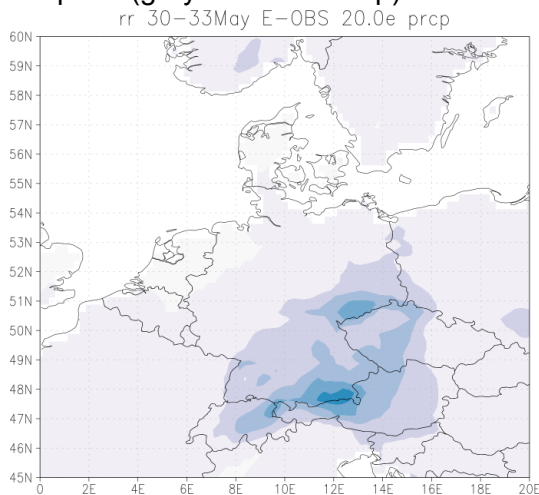 rr 30-33May E-OBS 20.0e prcp
60N
59N
58N
57N
56N
55N
54N
53N
52N
51N
50N
49N
48N
47N
46N
45N
0 2E 4E 6E 8E 10E 12E 14E 16E 18E 20E